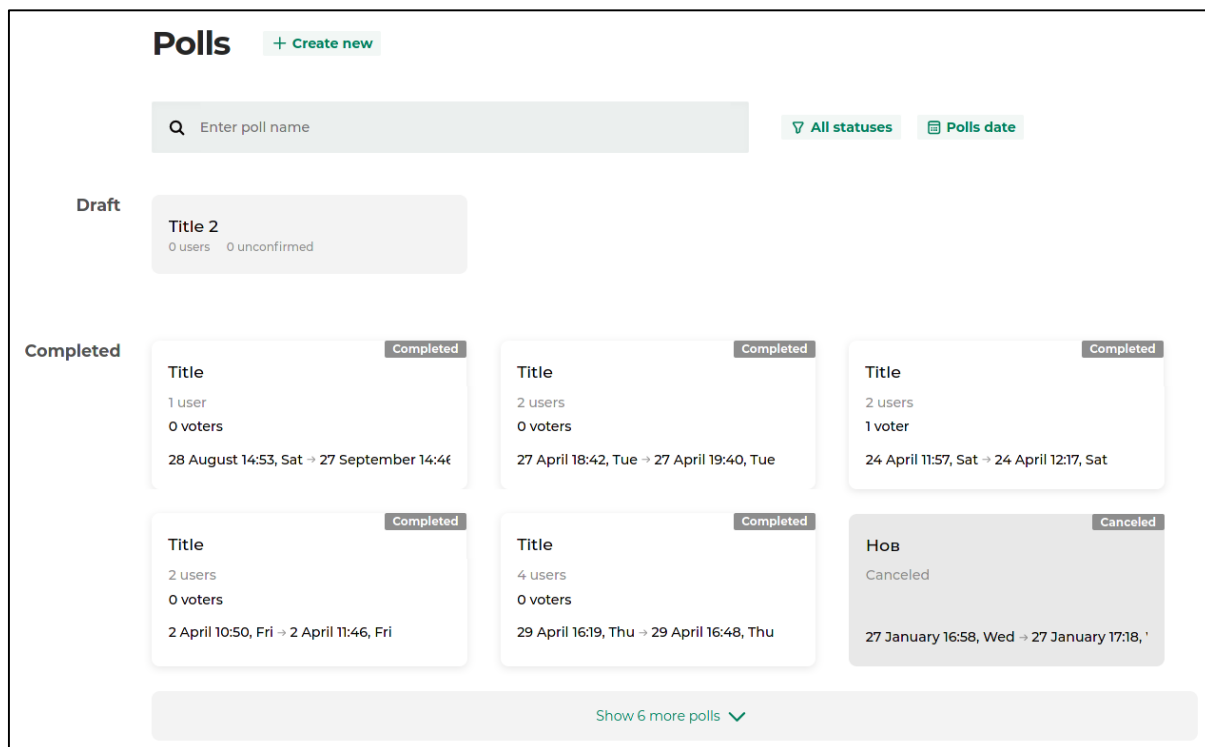 Polls
+ Create new
Enter poll name
All statuses
Polls date
Draft
Title 2
0 users 0 unconfirmed
Completed
Completed
Title
1 user
0 voters
28 August 14:53, Sat → 27 September 14:46
Completed
Title
2 users
0 voters
27 April 18:42, Tue → 27 April 19:40, Tue
Completed
Title
2 users
1 voter
24 April 11:57, Sat → 24 April 12:17, Sat
Completed
Title
2 users
0 voters
2 April 10:50, Fri → 2 April 11:46, Fri
Completed
Title
4 users
0 voters
29 April 16:19, Thu → 29 April 16:48, Thu
Canceled
Нов
Canceled
27 January 16:58, Wed → 27 January 17:18,
Show 6 more polls